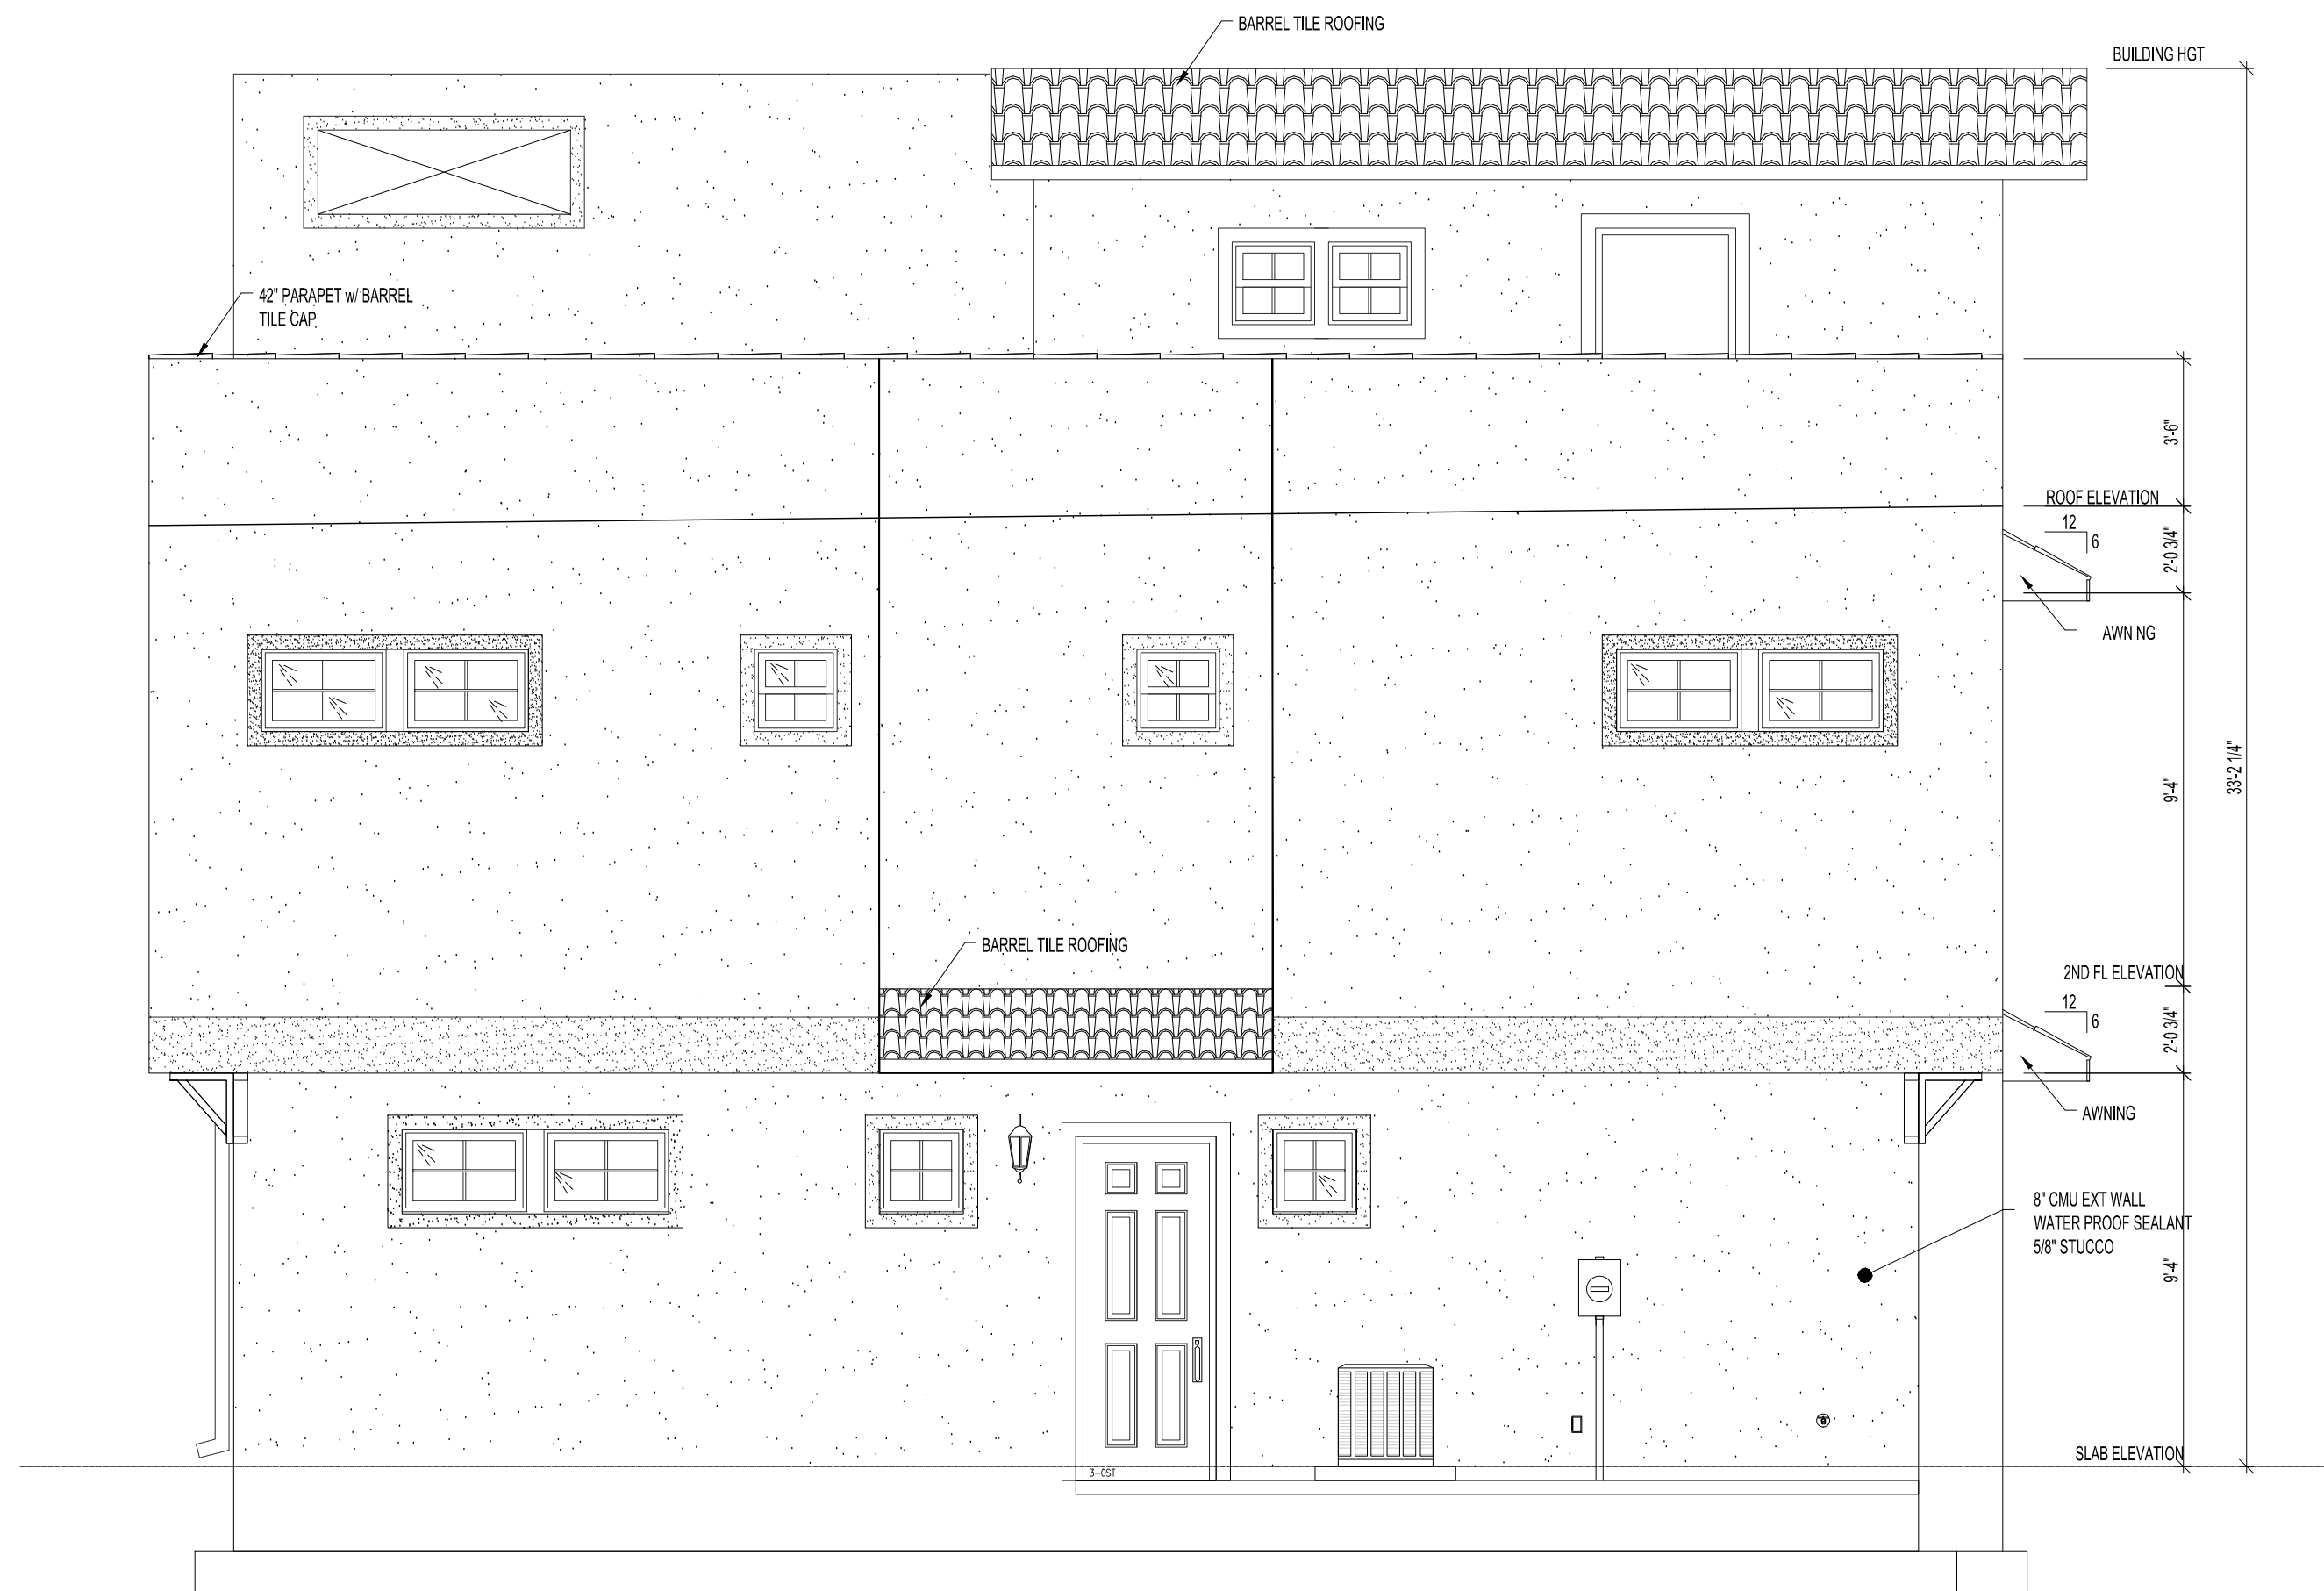 BARREL TILE ROOFING
BUILDING HGT
42" PARAPET w/ BARREL
TILE CAP
3'-6"
ROOF ELEVATION
12
6
2'-0 3/4"
AWNING
33'-2 1/4"
9'-4"
BARREL TILE ROOFING
2ND FL ELEVATION
12
6
2'-0 3/4"
AWNING
8" CMU EXT WALL
WATER PROOF SEALANT
5/8" STUCCO
9'-4"
SLAB ELEVATION
3-0ST